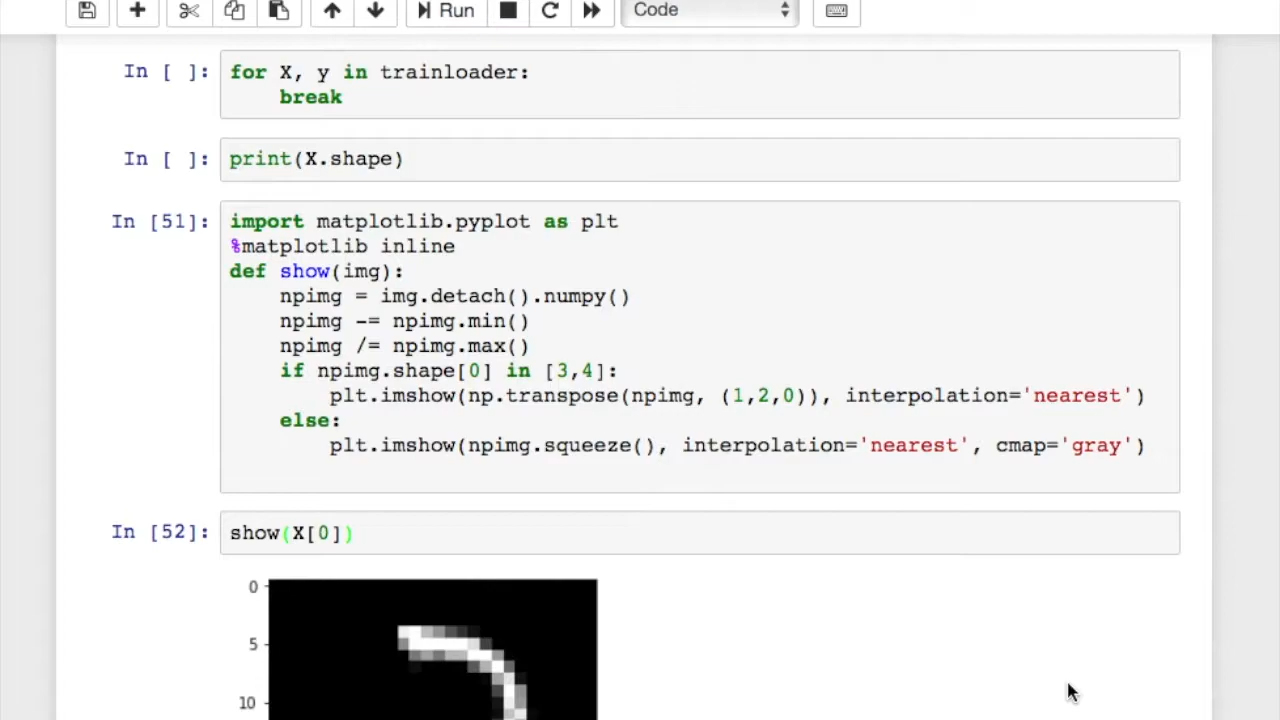 Run
Code
In [ ]:
for X, y in trainloader:
    break
In [ ]:
print(X.shape)
In [51]:
import matplotlib.pyplot as plt
%matplotlib inline
def show(img):
    npimg = img.detach().numpy()
    npimg -= npimg.min()
    npimg /= npimg.max()
    if npimg.shape[0] in [3,4]:
        plt.imshow(np.transpose(npimg, (1,2,0)), interpolation='nearest')
    else:
        plt.imshow(npimg.squeeze(), interpolation='nearest', cmap='gray')
In [52]:
show(X[0])
0
5
10